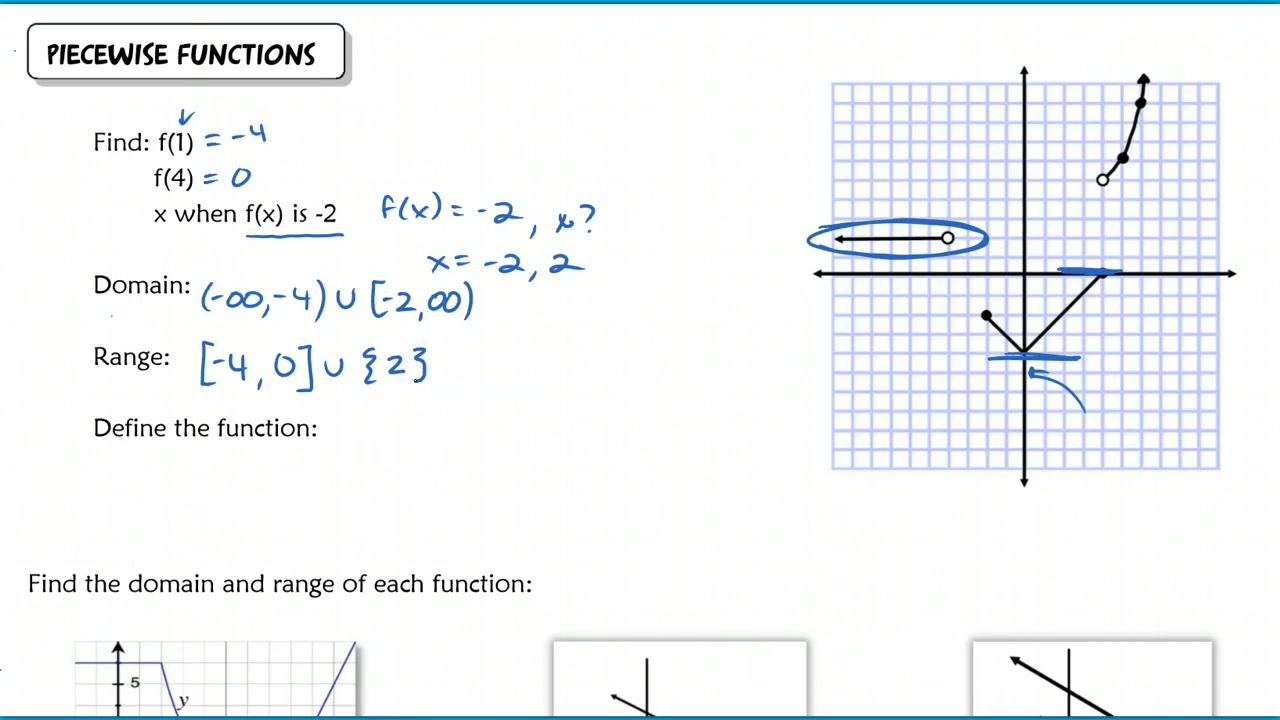 PIECEWISE FUNCTIONS
Find: f(1) = -4
f(4) = 0
x when f(x) is -2 f(x) = -2, x?
x = -2, 2
Domain: (-∞,-4) ∪ [-2,∞)
Range: [-4, 0] ∪ {2}
Define the function:
Find the domain and range of each function:
5
y